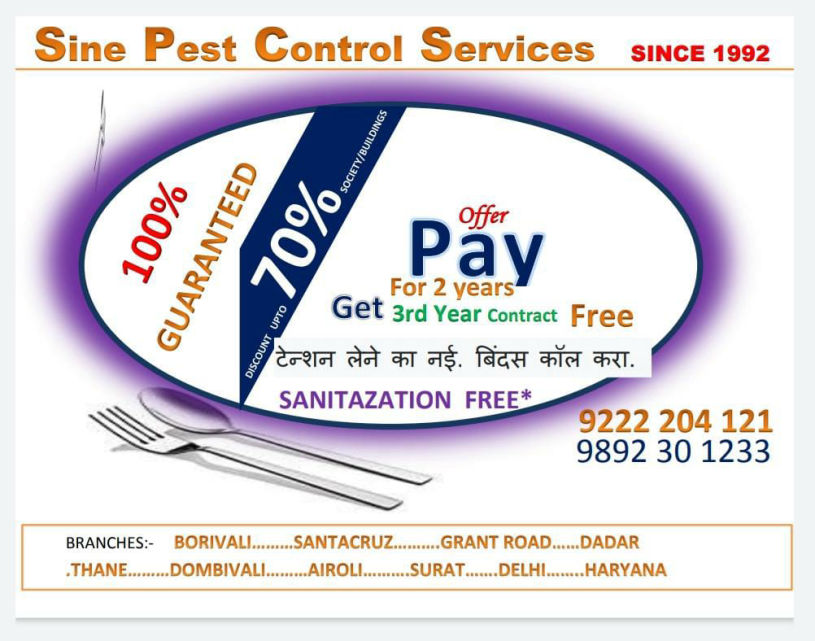 Sine Pest Control Services SINCE 1992
100%
GUARANTEED
DISCOUNT UPTO 70% SOCIETY/BUILDINGS
Offer
Pay
For 2 years
Get 3rd Year Contract Free
टेन्शन लेने का नई. बिंदस कॉल करा.
SANITAZATION FREE*
9222 204 121
9892 30 1233
BRANCHES:- BORIVALI.........SANTACRUZ..........GRANT ROAD......DADAR
.THANE.........DOMBIVALI.........AIROLI..........SURAT.......DELHI........HARYANA